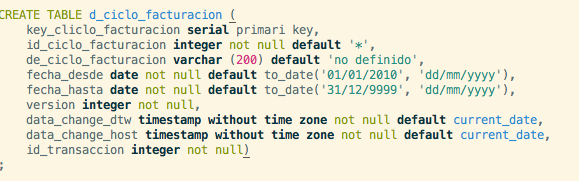 CREATE TABLE d_ciclo_facturacion (
key_cliclo_facturacion serial primari key,
id_ciclo_facturacion integer not null default '*',
de_ciclo_facturacion varchar (200) default 'no definido',
fecha_desde date not null default to_date('01/01/2010', 'dd/mm/yyyy'),
fecha_hasta date not null default to_date('31/12/9999', 'dd/mm/yyyy'),
version integer not null,
data_change_dtw timestamp without time zone not null default current_date,
data_change_host timestamp without time zone not null default current_date,
id_transaccion integer not null)
;